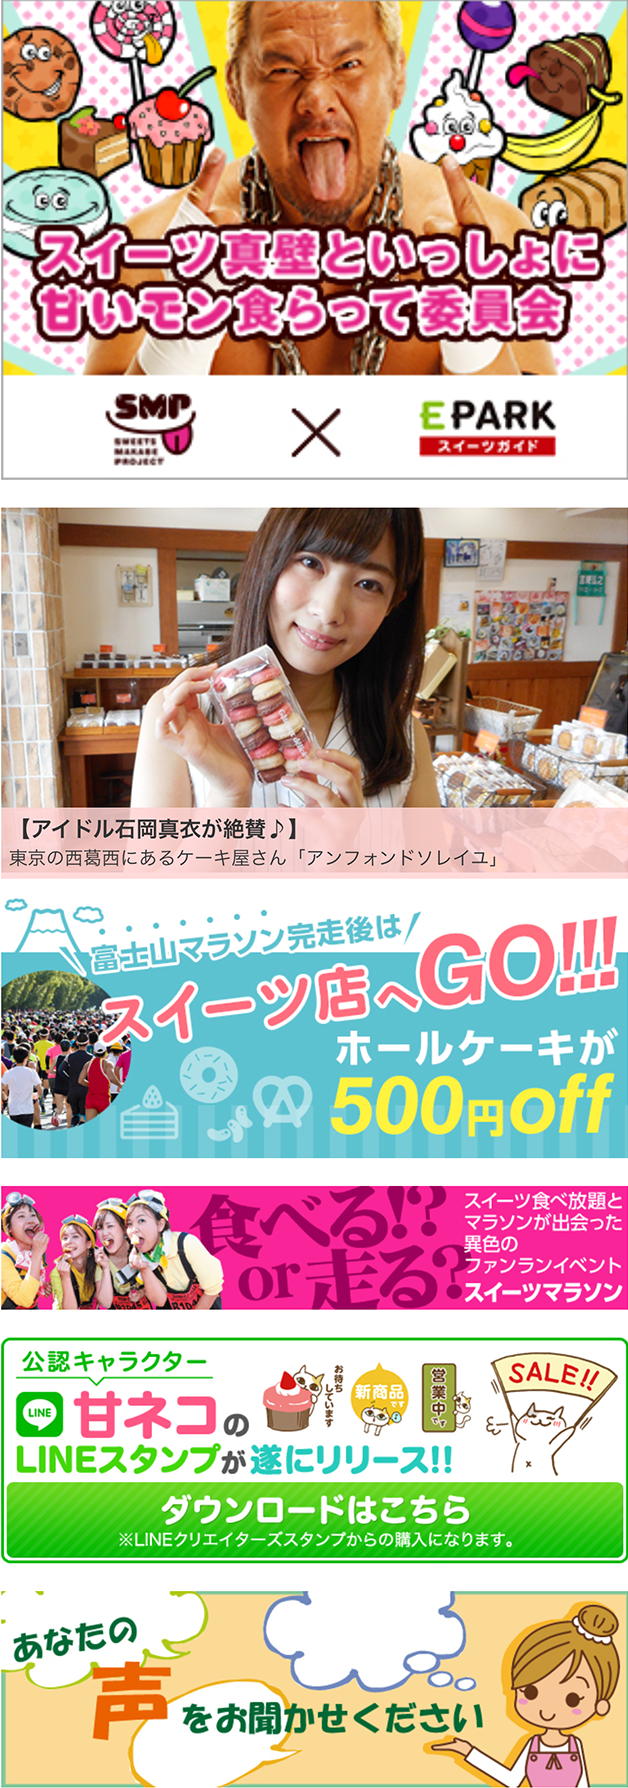 スイーツ真壁といっしょに
甘いモン食らって委員会
SMP
SWEETS
MAKABE
PROJECT
×
EPARK
スイーツガイド
【アイドル石岡真衣が絶賛♪】
東京の西葛西にあるケーキ屋さん「アンフォンドソレイユ」
富士山マラソン完走後は
スイーツ店へGO!!!
ホールケーキが
500円off
食べる!?
or走る?
スイーツ食べ放題と
マラソンが出会った
異色の
ファンランイベント
スイーツマラソン
公認キャラクター
LINE
甘ネコの
LINEスタンプが遂にリリース!!
お待ち
しています
新商品
です
営業中です
SALE!!
ダウンロードはこちら
※LINEクリエイターズスタンプからの購入になります。
あなたの
声をお聞かせください